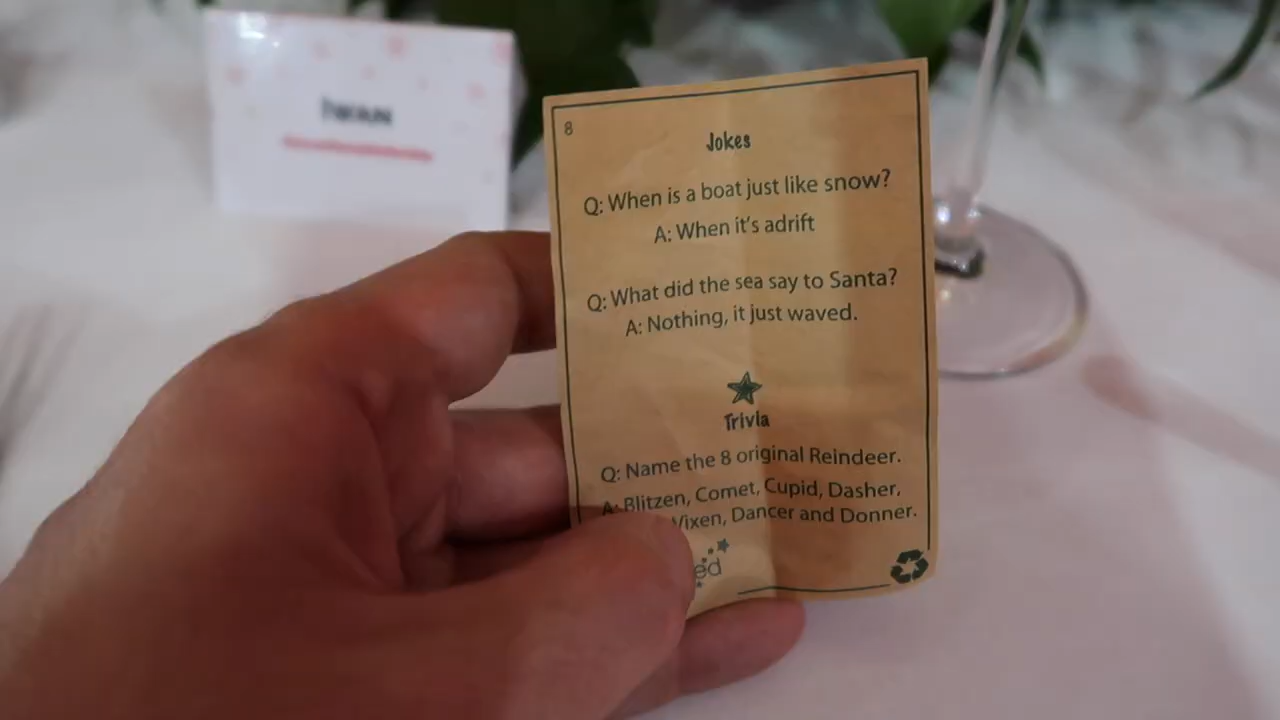 IWAN
8
Jokes
Q: When is a boat just like snow?
A: When it's adrift
Q: What did the sea say to Santa?
A: Nothing, it just waved.
Trivia
Q: Name the 8 original Reindeer.
A: Blitzen, Comet, Cupid, Dasher,
Vixen, Dancer and Donner.